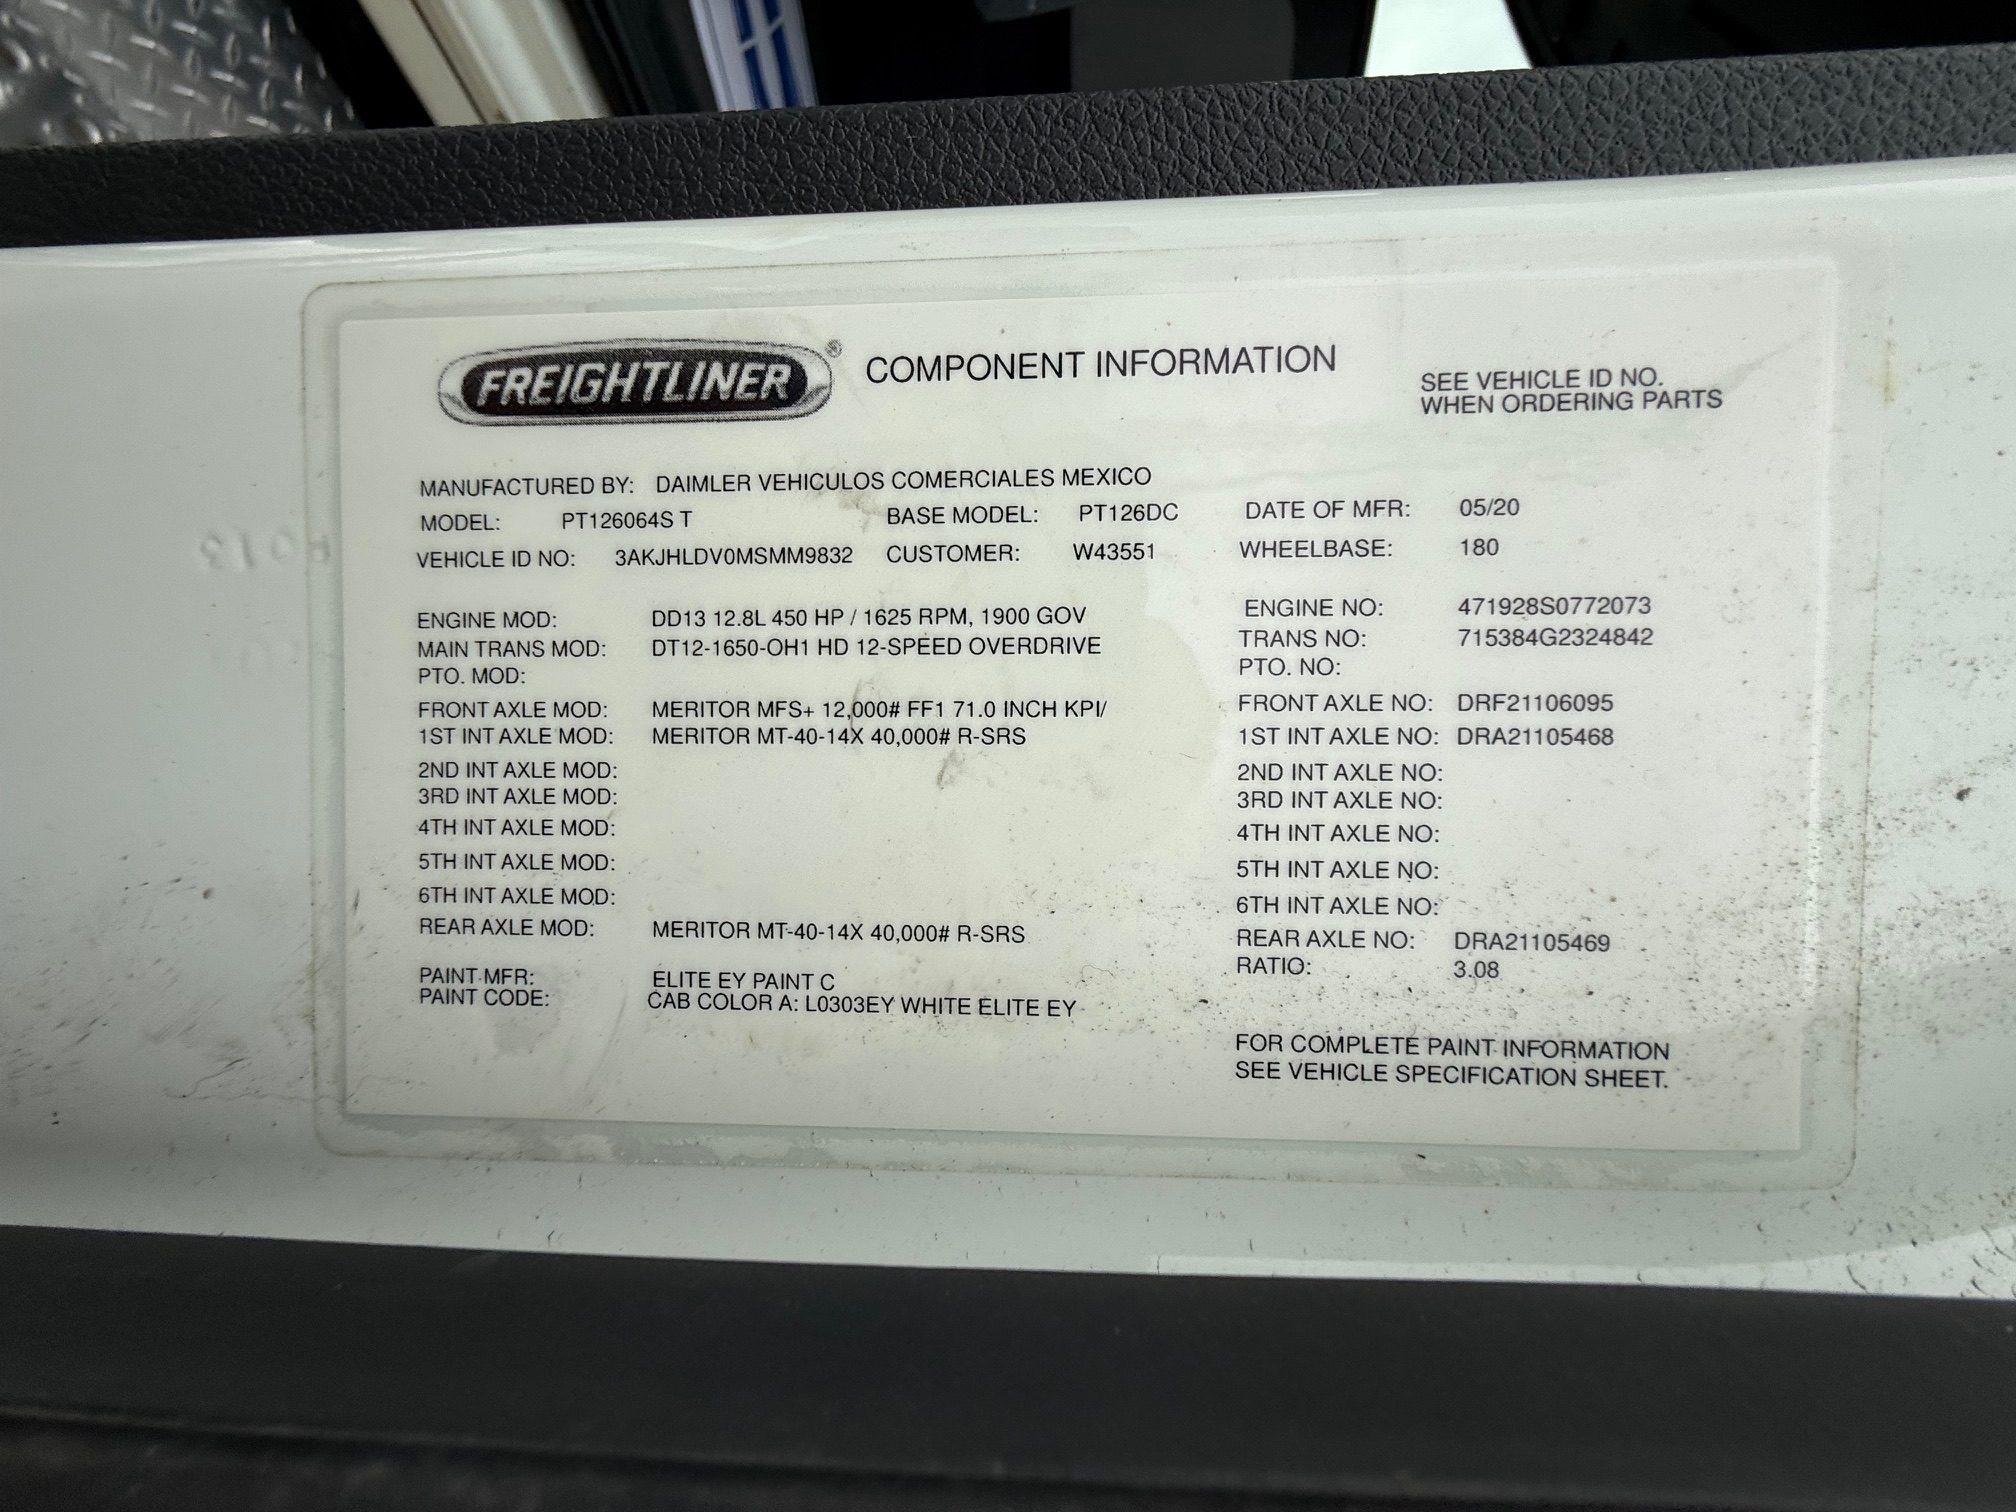 FREIGHTLINER® COMPONENT INFORMATION
SEE VEHICLE ID NO.
WHEN ORDERING PARTS
MANUFACTURED BY: DAIMLER VEHICULOS COMERCIALES MEXICO
MODEL: PT126064S T BASE MODEL: PT126DC DATE OF MFR: 05/20
VEHICLE ID NO: 3AKJHLDV0MSMM9832 CUSTOMER: W43551 WHEELBASE: 180
ENGINE MOD: DD13 12.8L 450 HP / 1625 RPM, 1900 GOV ENGINE NO: 471928S0772073
MAIN TRANS MOD: DT12-1650-OH1 HD 12-SPEED OVERDRIVE TRANS NO: 715384G2324842
PTO. MOD: PTO. NO:
FRONT AXLE MOD: MERITOR MFS+ 12,000# FF1 71.0 INCH KPI/ FRONT AXLE NO: DRF21106095
1ST INT AXLE MOD: MERITOR MT-40-14X 40,000# R-SRS 1ST INT AXLE NO: DRA21105468
2ND INT AXLE MOD: 2ND INT AXLE NO:
3RD INT AXLE MOD: 3RD INT AXLE NO:
4TH INT AXLE MOD: 4TH INT AXLE NO:
5TH INT AXLE MOD: 5TH INT AXLE NO:
6TH INT AXLE MOD: 6TH INT AXLE NO:
REAR AXLE MOD: MERITOR MT-40-14X 40,000# R-SRS REAR AXLE NO: DRA21105469
RATIO: 3.08
PAINT MFR: ELITE EY PAINT C
PAINT CODE: CAB COLOR A: L0303EY WHITE ELITE EY
FOR COMPLETE PAINT INFORMATION
SEE VEHICLE SPECIFICATION SHEET.